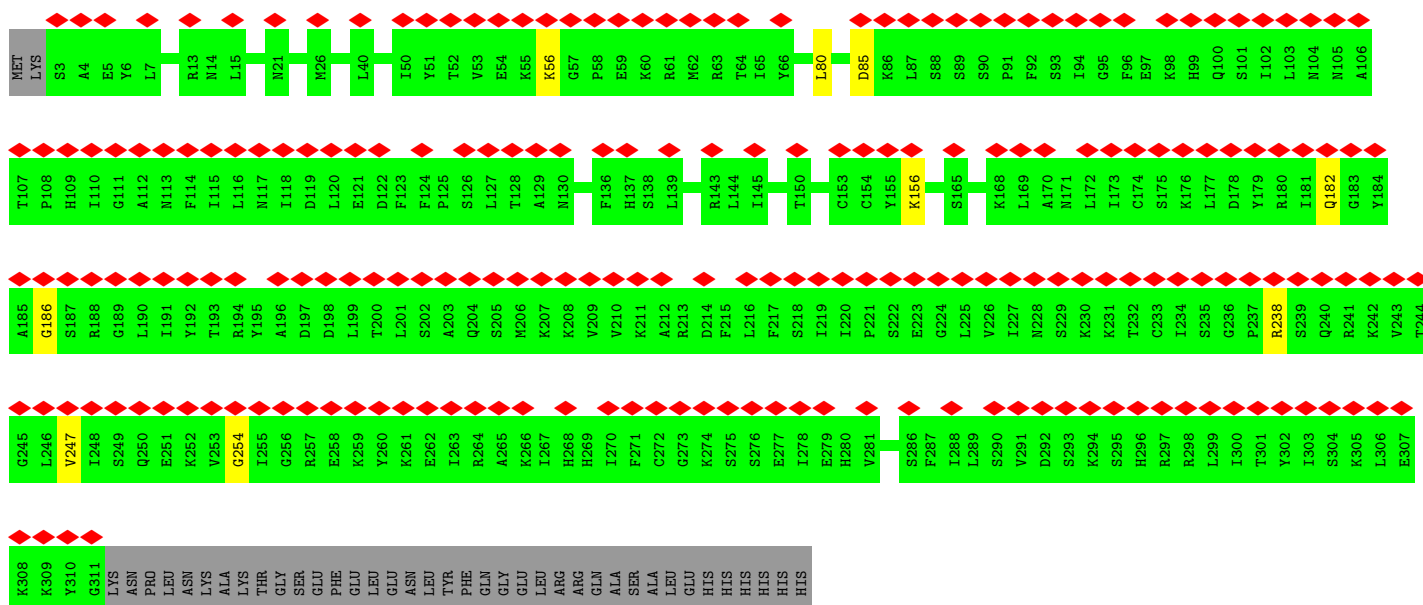 MET LYS S3 A4 E5 Y6 L7 R13 N14 L15 N21 M26 L40 I50 Y51 T52 V53 E54 K55 K56 G57 P58 E59 K60 R61 M62 R63 T64 I65 Y66 L80 D85 K86 L87 S88 S89 S90 P91 F92 S93 I94 G95 F96 E97 K98 H99 Q100 S101 I102 L103 N104 N105 A106
T107 P108 H109 I110 G111 A112 N113 F114 I115 L116 N117 I118 D119 L120 E121 D122 F123 F124 P125 S126 L127 T128 A129 N130 F136 H137 S138 L139 R143 L144 I145 T150 C153 C154 Y155 K156 S165 K168 L169 A170 N171 L172 I173 C174 S175 K176 L177 D178 Y179 R180 I181 Q182 G183 Y184
A185 G186 S187 R188 G189 L190 I191 Y192 T193 R194 Y195 A196 D197 D198 L199 T200 L201 S202 A203 Q204 S205 M206 K207 K208 V209 V210 K211 A212 R213 D214 F215 L216 F217 S218 I219 I220 P221 S222 E223 G224 L225 V226 I227 N228 S229 K230 K231 T232 C233 I234 S235 G236 P237 R238 S239 Q240 R241 K242 V243 T244
G245 L246 V247 I248 S249 Q250 E251 K252 V253 G254 I255 G256 R257 E258 K259 Y260 K261 E262 I263 R264 A265 K266 I267 H268 H269 I270 F271 C272 G273 K274 S275 S276 E277 I278 E279 H280 V281 S286 F287 I288 L289 S290 V291 D292 S293 K294 S295 H296 R297 R298 L299 I300 T301 Y302 I303 S304 K305 L306 E307
K308 K309 Y310 G311 LYS ASN PRO LEU ASN LYS ALA LYS THR GLY SER GLU PHE GLU LEU GLU ASN LEU TYR PHE GLN GLY GLU LEU ARG ARG GLN ALA SER ALA LEU GLU HIS HIS HIS HIS HIS HIS